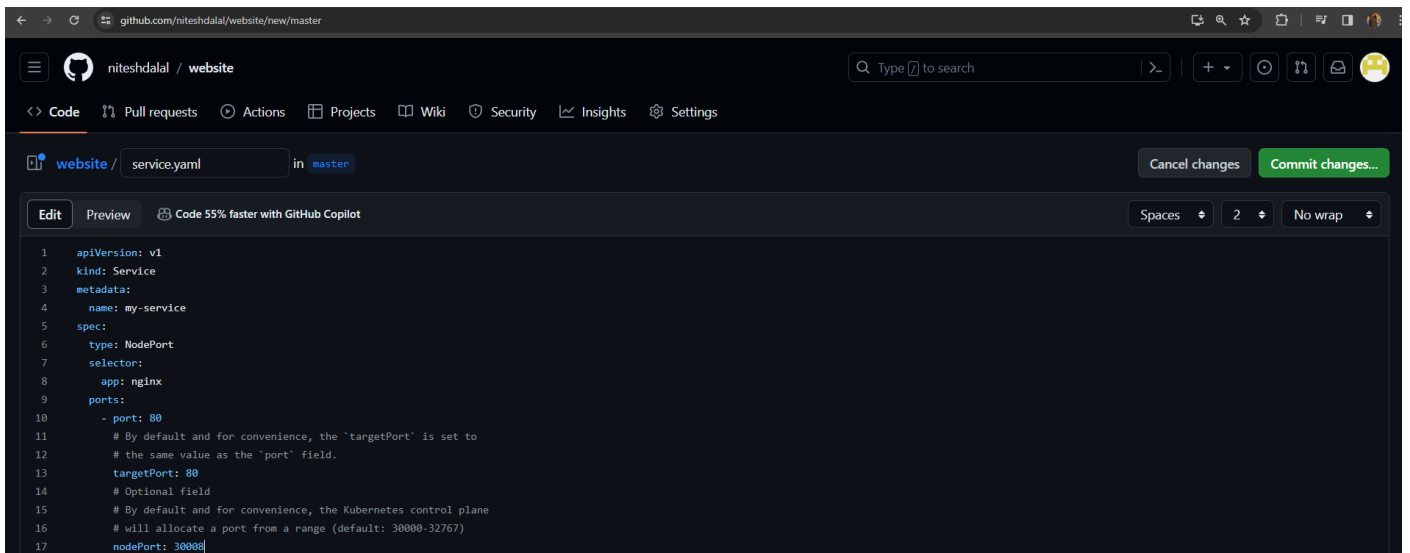 github.com/niteshdalal/website/new/master
niteshdalal / website
Type / to search
Code Pull requests Actions Projects Wiki Security Insights Settings
website / service.yaml in master
Cancel changes Commit changes...
Edit Preview Code 55% faster with GitHub Copilot
Spaces 2 No wrap
1 apiVersion: v1
2 kind: Service
3 metadata:
4 name: my-service
5 spec:
6 type: NodePort
7 selector:
8 app: nginx
9 ports:
10 - port: 80
11 # By default and for convenience, the `targetPort` is set to
12 # the same value as the `port` field.
13 targetPort: 80
14 # Optional field
15 # By default and for convenience, the Kubernetes control plane
16 # will allocate a port from a range (default: 30000-32767)
17 nodePort: 30008